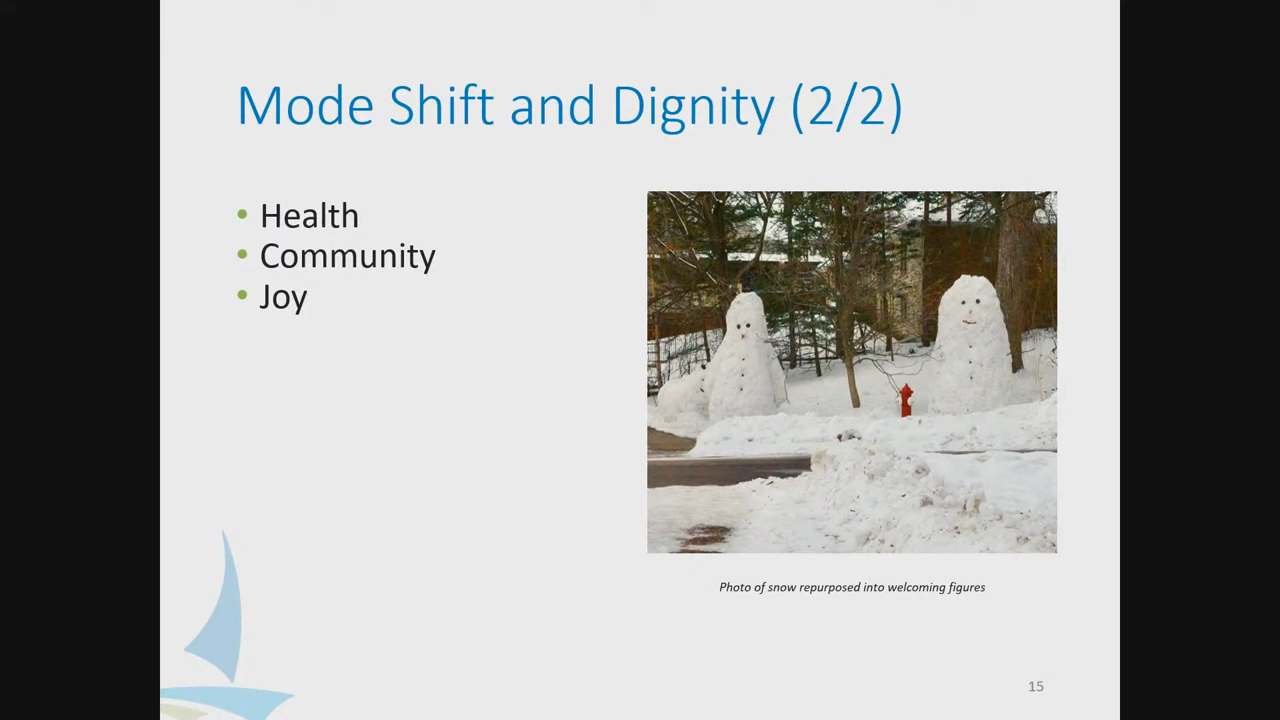 Mode Shift and Dignity (2/2)
• Health
• Community
• Joy
Photo of snow repurposed into welcoming figures
15